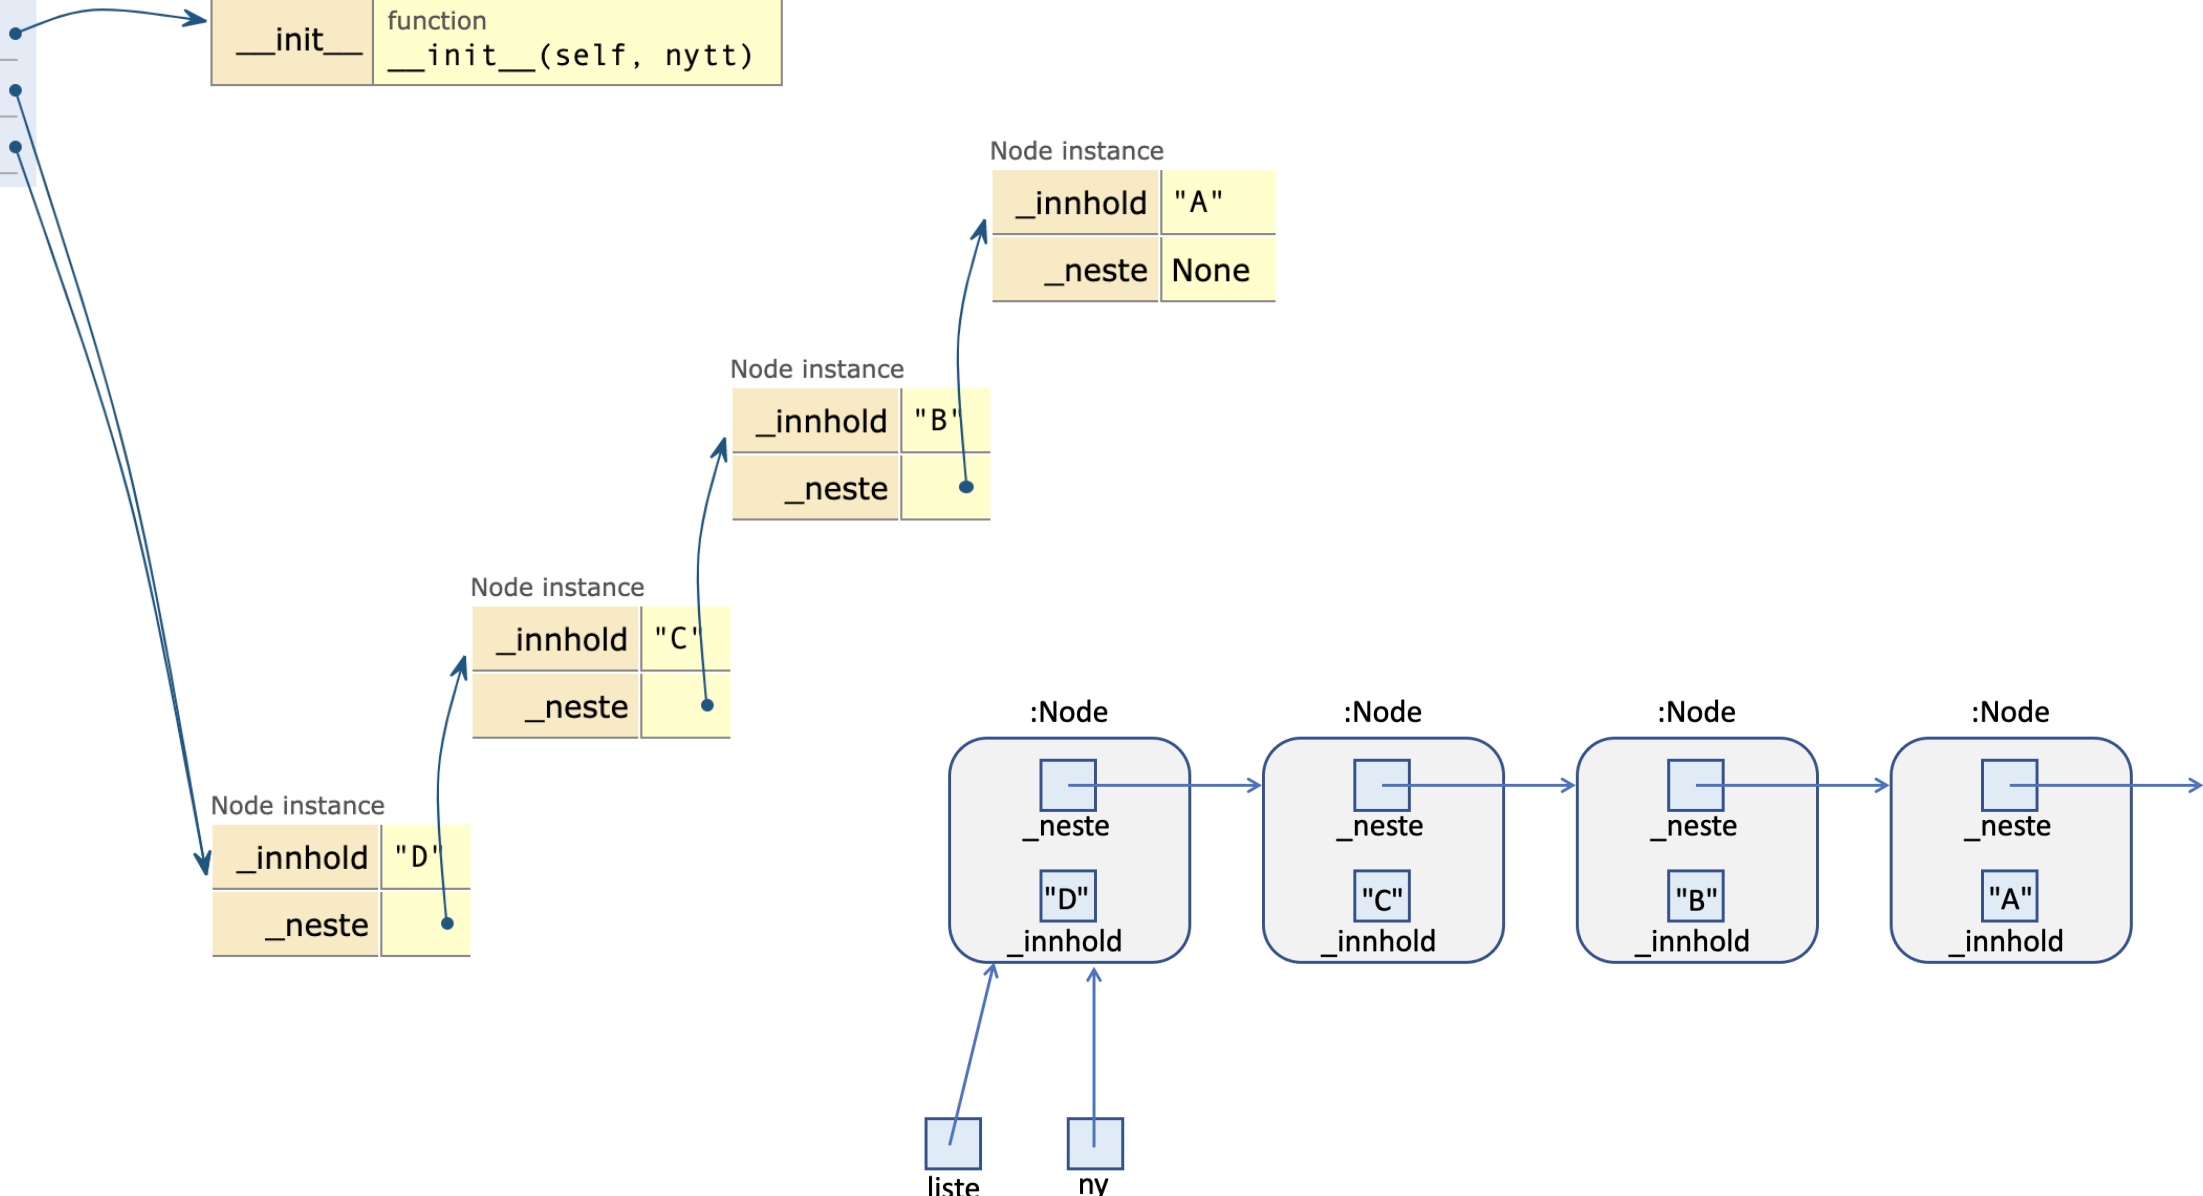 __init__
function
__init__(self, nytt)
Node instance
_innhold "A"
_neste None
Node instance
_innhold "B"
_neste
Node instance
_innhold "C"
_neste
Node instance
_innhold "D"
_neste
:Node :Node :Node :Node
_neste _neste _neste _neste
"D" "C" "B" "A"
_innhold _innhold _innhold _innhold
liste ny